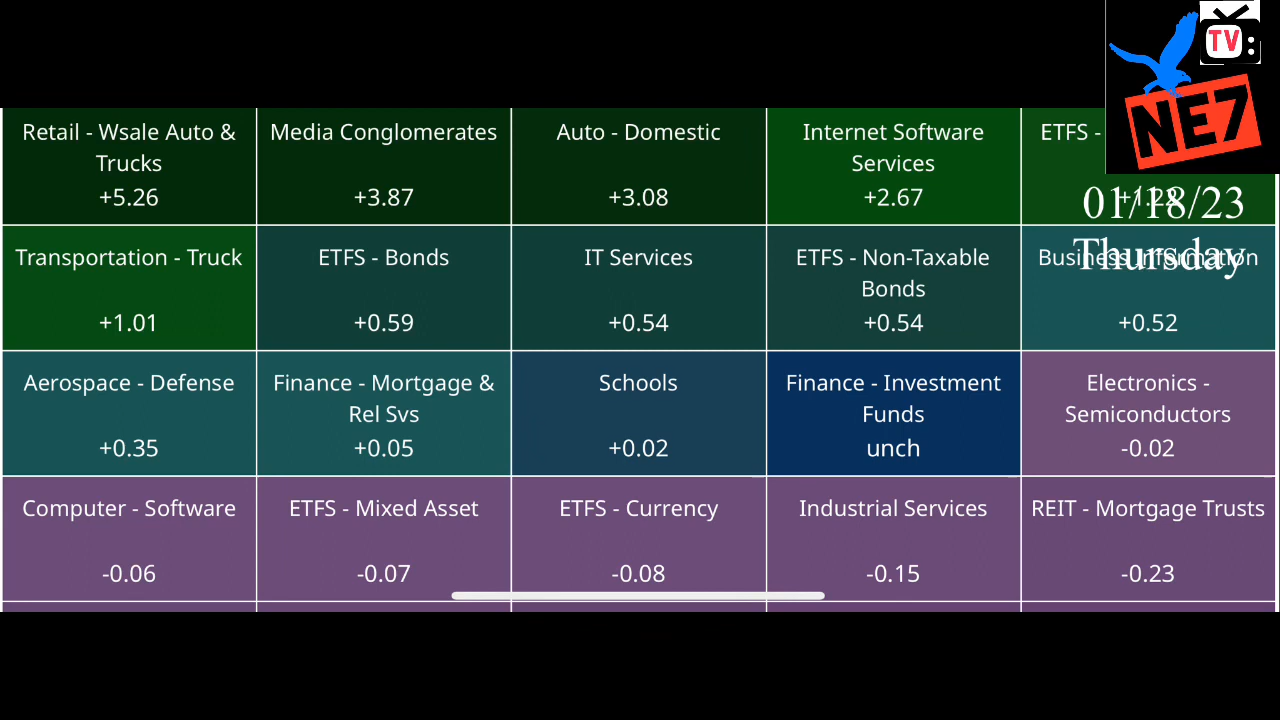 TV:
NE7
Retail - Wsale Auto &
Trucks
+5.26
Media Conglomerates
+3.87
Auto - Domestic
+3.08
Internet Software
Services
+2.67
ETFS -
01/18/23
Thursday
Transportation - Truck
+1.01
ETFS - Bonds
+0.59
IT Services
+0.54
ETFS - Non-Taxable
Bonds
+0.54
Business Information
+0.52
Aerospace - Defense
+0.35
Finance - Mortgage &
Rel Svs
+0.05
Schools
+0.02
Finance - Investment
Funds
unch
Electronics -
Semiconductors
-0.02
Computer - Software
-0.06
ETFS - Mixed Asset
-0.07
ETFS - Currency
-0.08
Industrial Services
-0.15
REIT - Mortgage Trusts
-0.23